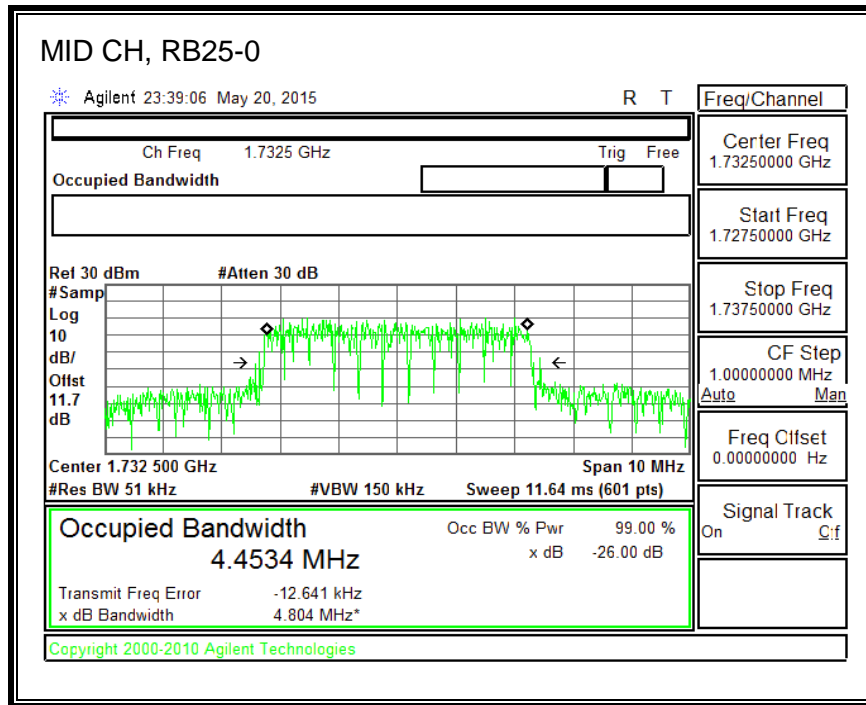 MID CH, RB25-0
Agilent 23:39:06 May 20, 2015 R T
Freq/Channel
Ch Freq 1.7325 GHz Trig Free
Occupied Bandwidth
Center Freq
1.73250000 GHz
Start Freq
1.72750000 GHz
Stop Freq
1.73750000 GHz
CF Step
1.00000000 MHz
Auto Man
Freq Offset
0.00000000 Hz
Signal Track
On Off
Ref 30 dBm #Atten 30 dB
#Samp
Log
10
dB/
Offst
11.7
dB
Center 1.732 500 GHz Span 10 MHz
#Res BW 51 kHz #VBW 150 kHz Sweep 11.64 ms (601 pts)
Occupied Bandwidth Occ BW % Pwr 99.00 %
4.4534 MHz x dB -26.00 dB
Transmit Freq Error -12.641 kHz
x dB Bandwidth 4.804 MHz*
Copyright 2000-2010 Agilent Technologies